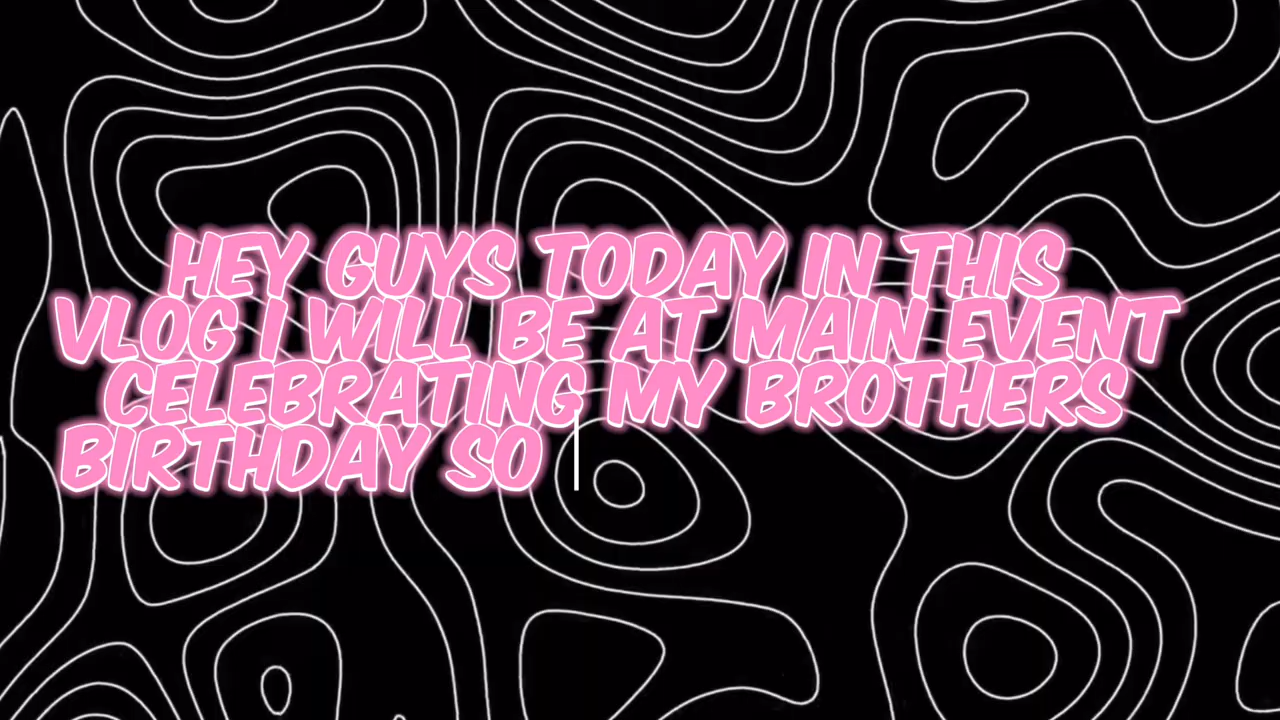 HEY GUYS TODAY IN THIS
VLOG I WILL BE AT MAIN EVENT
CELEBRATING MY BROTHERS
BIRTHDAY SO